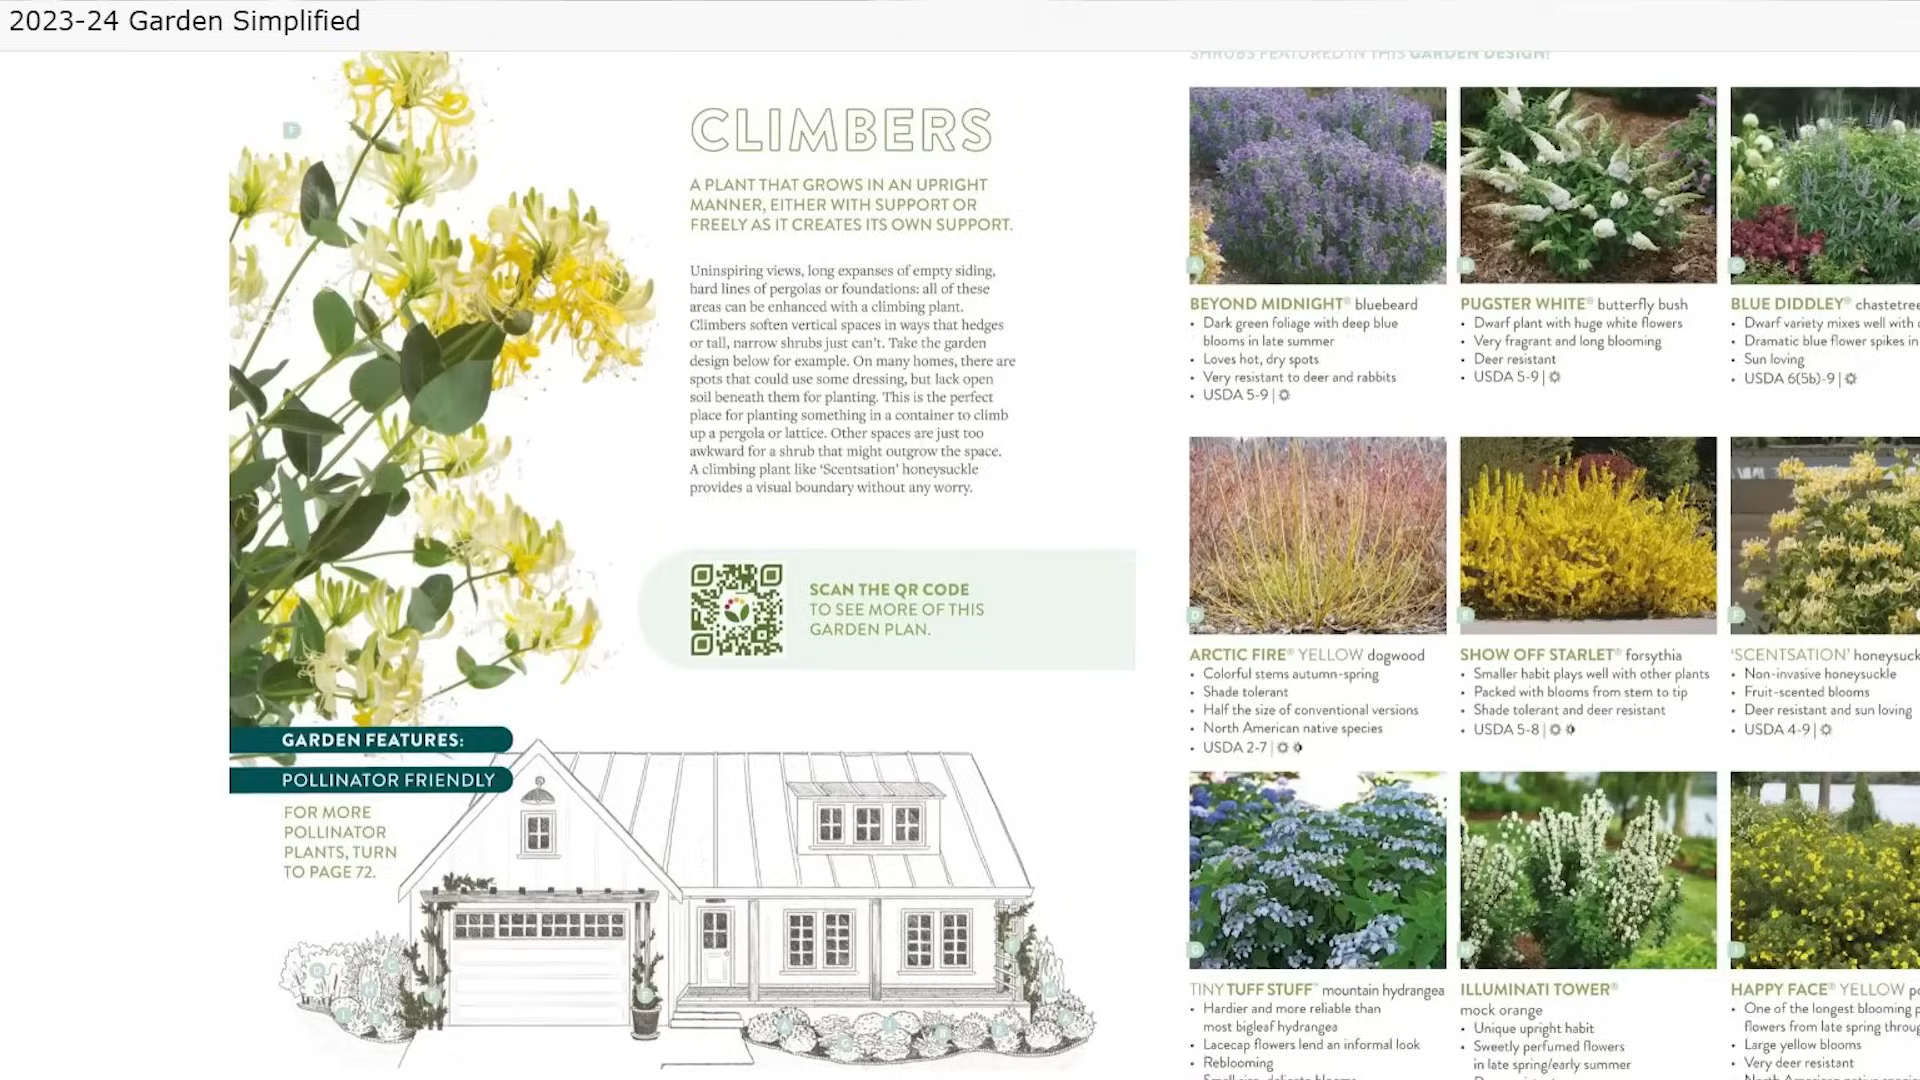 2023-24 Garden Simplified
F
CLIMBERS
A PLANT THAT GROWS IN AN UPRIGHT
MANNER, EITHER WITH SUPPORT OR
FREELY AS IT CREATES ITS OWN SUPPORT.
Uninspiring views, long expanses of empty siding,
hard lines of pergolas or foundations: all of these
areas can be enhanced with a climbing plant.
Climbers soften vertical spaces in ways that hedges
or tall, narrow shrubs just can't. Take the garden
design below for example. On many homes, there are
spots that could use some dressing, but lack open
soil beneath them for planting. This is the perfect
place for planting something in a container to climb
up a pergola or lattice. Other spaces are just too
awkward for a shrub that might outgrow the space.
A climbing plant like ‘Scentsation’ honeysuckle
provides a visual boundary without any worry.
SCAN THE QR CODE
TO SEE MORE OF THIS
GARDEN PLAN.
GARDEN FEATURES:
POLLINATOR FRIENDLY
FOR MORE
POLLINATOR
PLANTS, TURN
TO PAGE 72.
SHRUBS FEATURED IN THIS GARDEN DESIGN!
A
BEYOND MIDNIGHT® bluebeard
• Dark green foliage with deep blue
blooms in late summer
• Loves hot, dry spots
• Very resistant to deer and rabbits
• USDA 5-9 |
B
PUGSTER WHITE® butterfly bush
• Dwarf plant with huge white flowers
• Very fragrant and long blooming
• Deer resistant
• USDA 5-9 |
C
BLUE DIDDLEY® chastetree
• Dwarf variety mixes well with
• Dramatic blue flower spikes in
• Sun loving
• USDA 6(5b)-9 |
D
ARCTIC FIRE® YELLOW dogwood
• Colorful stems autumn-spring
• Shade tolerant
• Half the size of conventional versions
• North American native species
• USDA 2-7 |
E
SHOW OFF STARLET® forsythia
• Smaller habit plays well with other plants
• Packed with blooms from stem to tip
• Shade tolerant and deer resistant
• USDA 5-8 |
F
‘SCENTSATION’ honeysuck
• Non-invasive honeysuckle
• Fruit-scented blooms
• Deer resistant and sun loving
• USDA 4-9 |
G
TINY TUFF STUFF™ mountain hydrangea
• Hardier and more reliable than
most bigleaf hydrangea
• Lacecap flowers lend an informal look
• Reblooming
H
ILLUMINATI TOWER®
mock orange
• Unique upright habit
• Sweetly perfumed flowers
in late spring/early summer
I
HAPPY FACE® YELLOW po
• One of the longest blooming p
flowers from late spring throug
• Large yellow blooms
• Very deer resistant